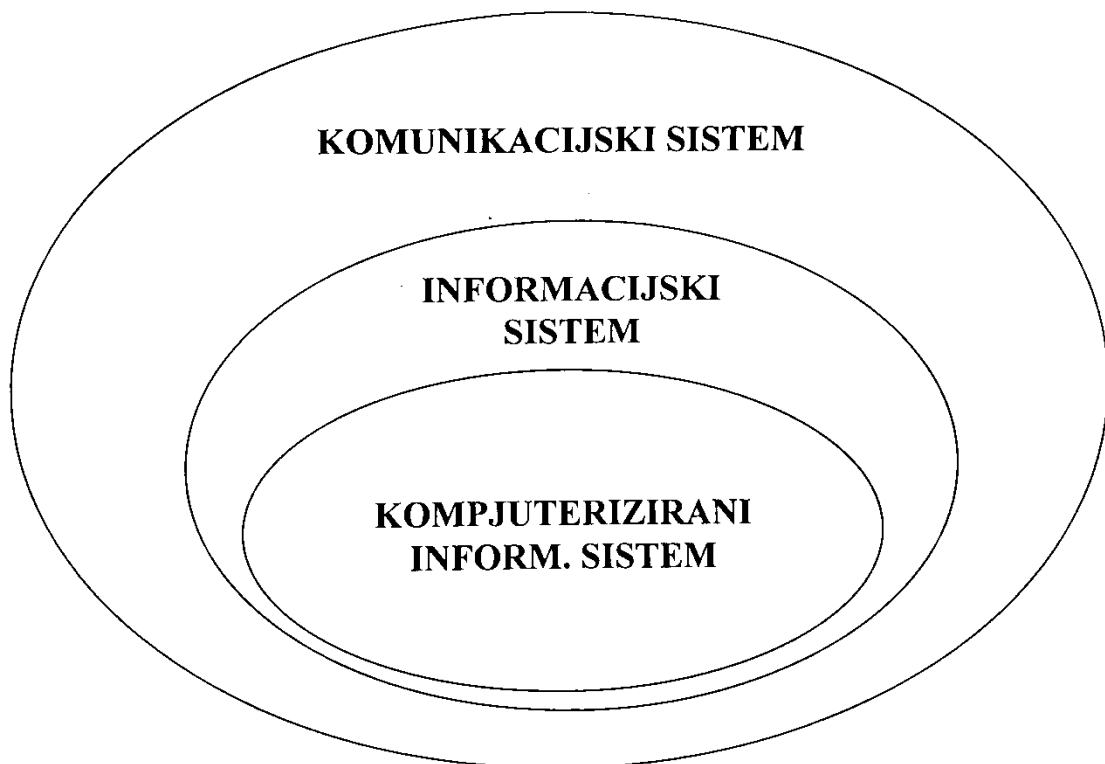 KOMUNIKACIJSKI SISTEM
INFORMACIJSKI
SISTEM
KOMPJUTERIZIRANI
INFORM. SISTEM